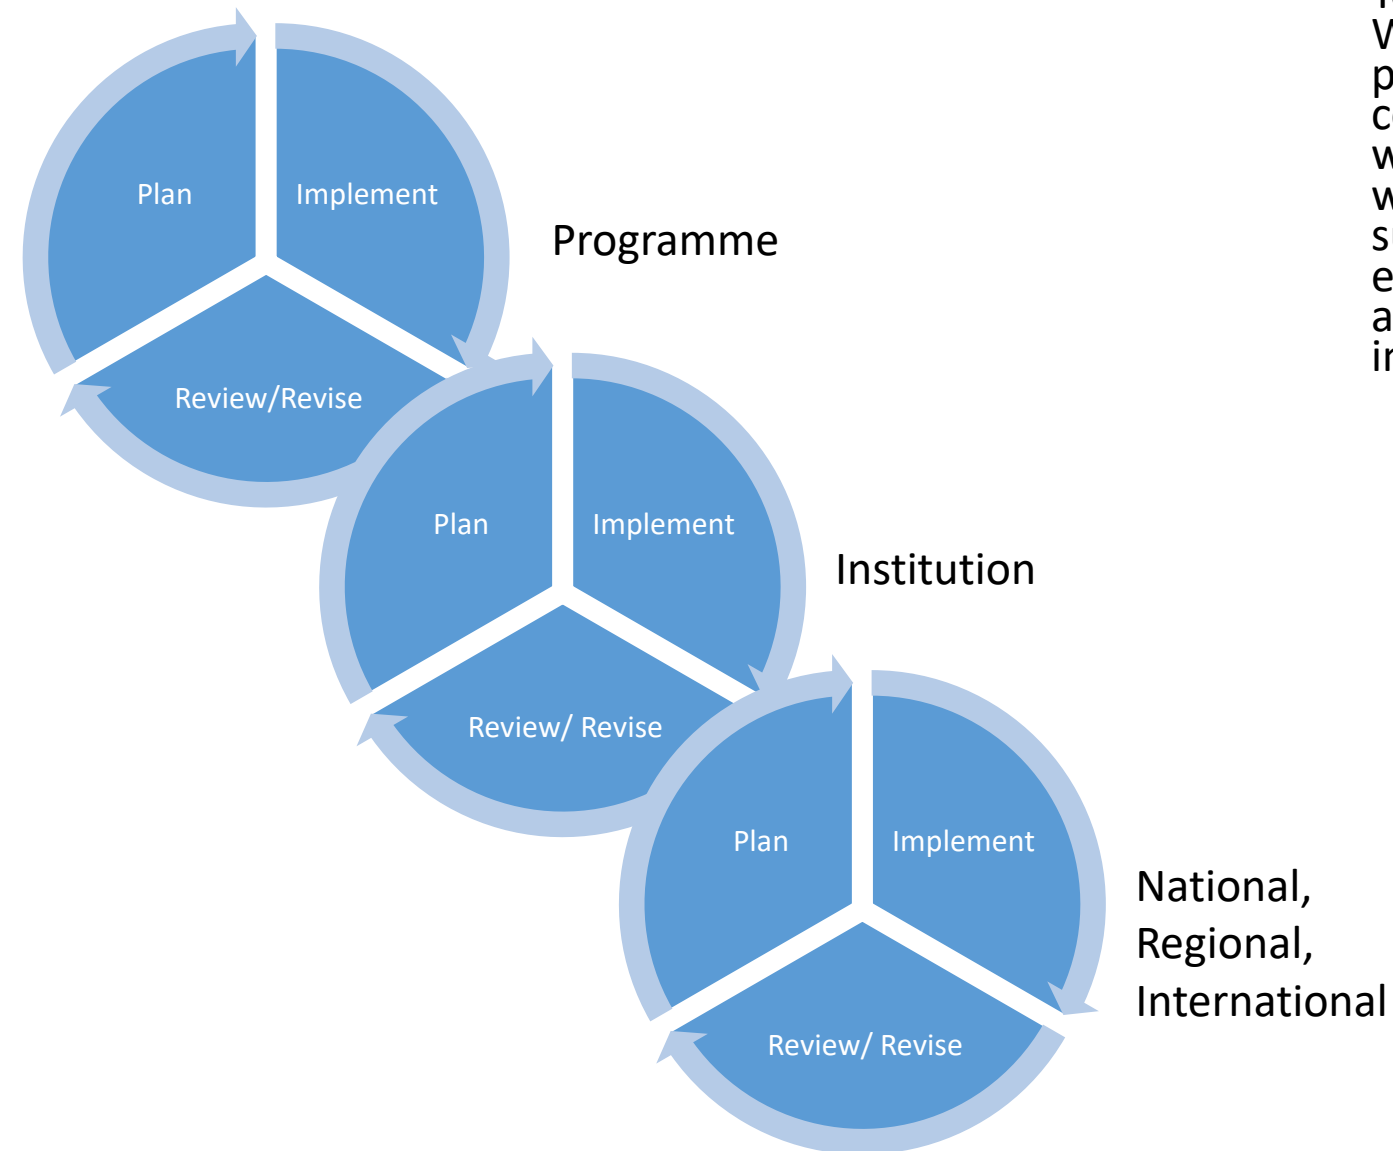 Plan
Implement
Review/Revise
Programme
Plan
Implement
Review/ Revise
Institution
Plan
Implement
Review/ Revise
National,
Regional,
International